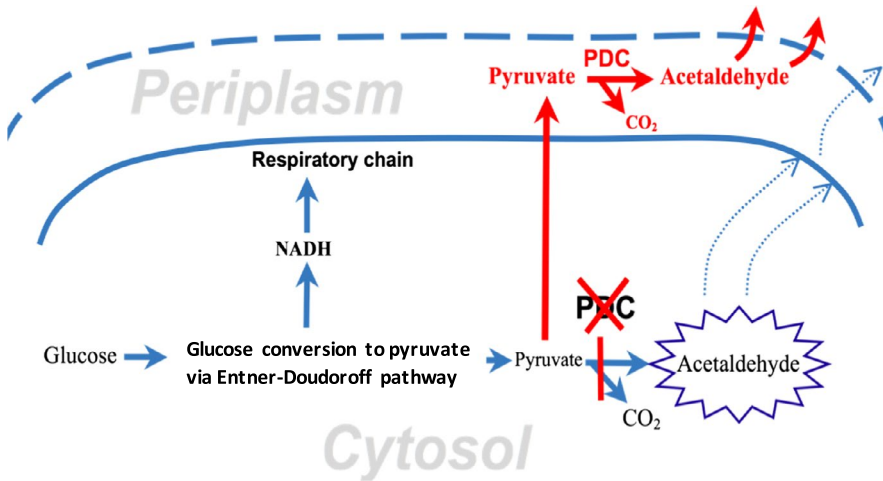 PDC
Pyruvate
Acetaldehyde
Periplasm
CO₂
Respiratory chain
NADH
PDC
Glucose
Glucose conversion to pyruvate
via Entner-Doudoroff pathway
Pyruvate
Acetaldehyde
CO₂
Cytosol